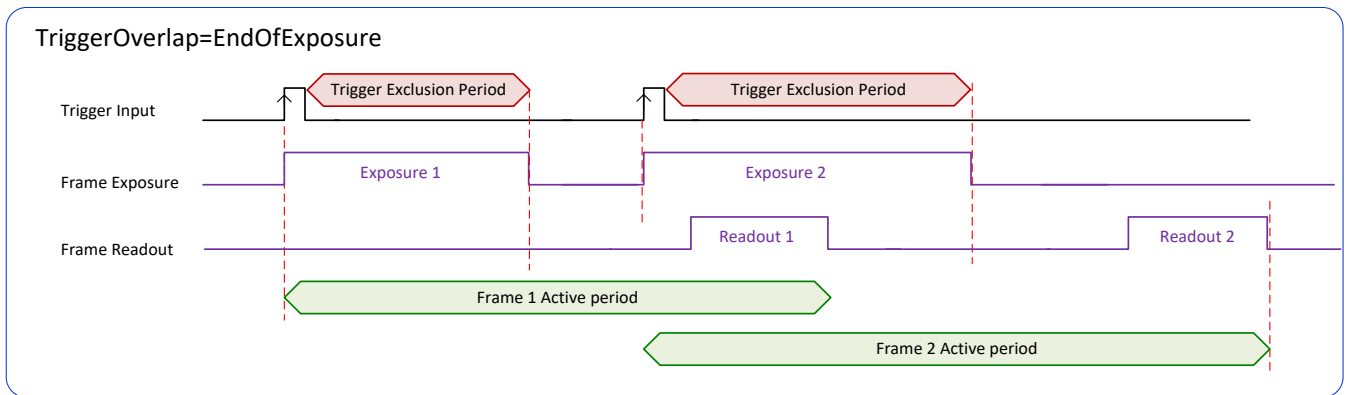 TriggerOverlap=EndOfExposure
Trigger Input
Trigger Exclusion Period
Trigger Exclusion Period
Frame Exposure
Exposure 1
Exposure 2
Frame Readout
Readout 1
Readout 2
Frame 1 Active period
Frame 2 Active period